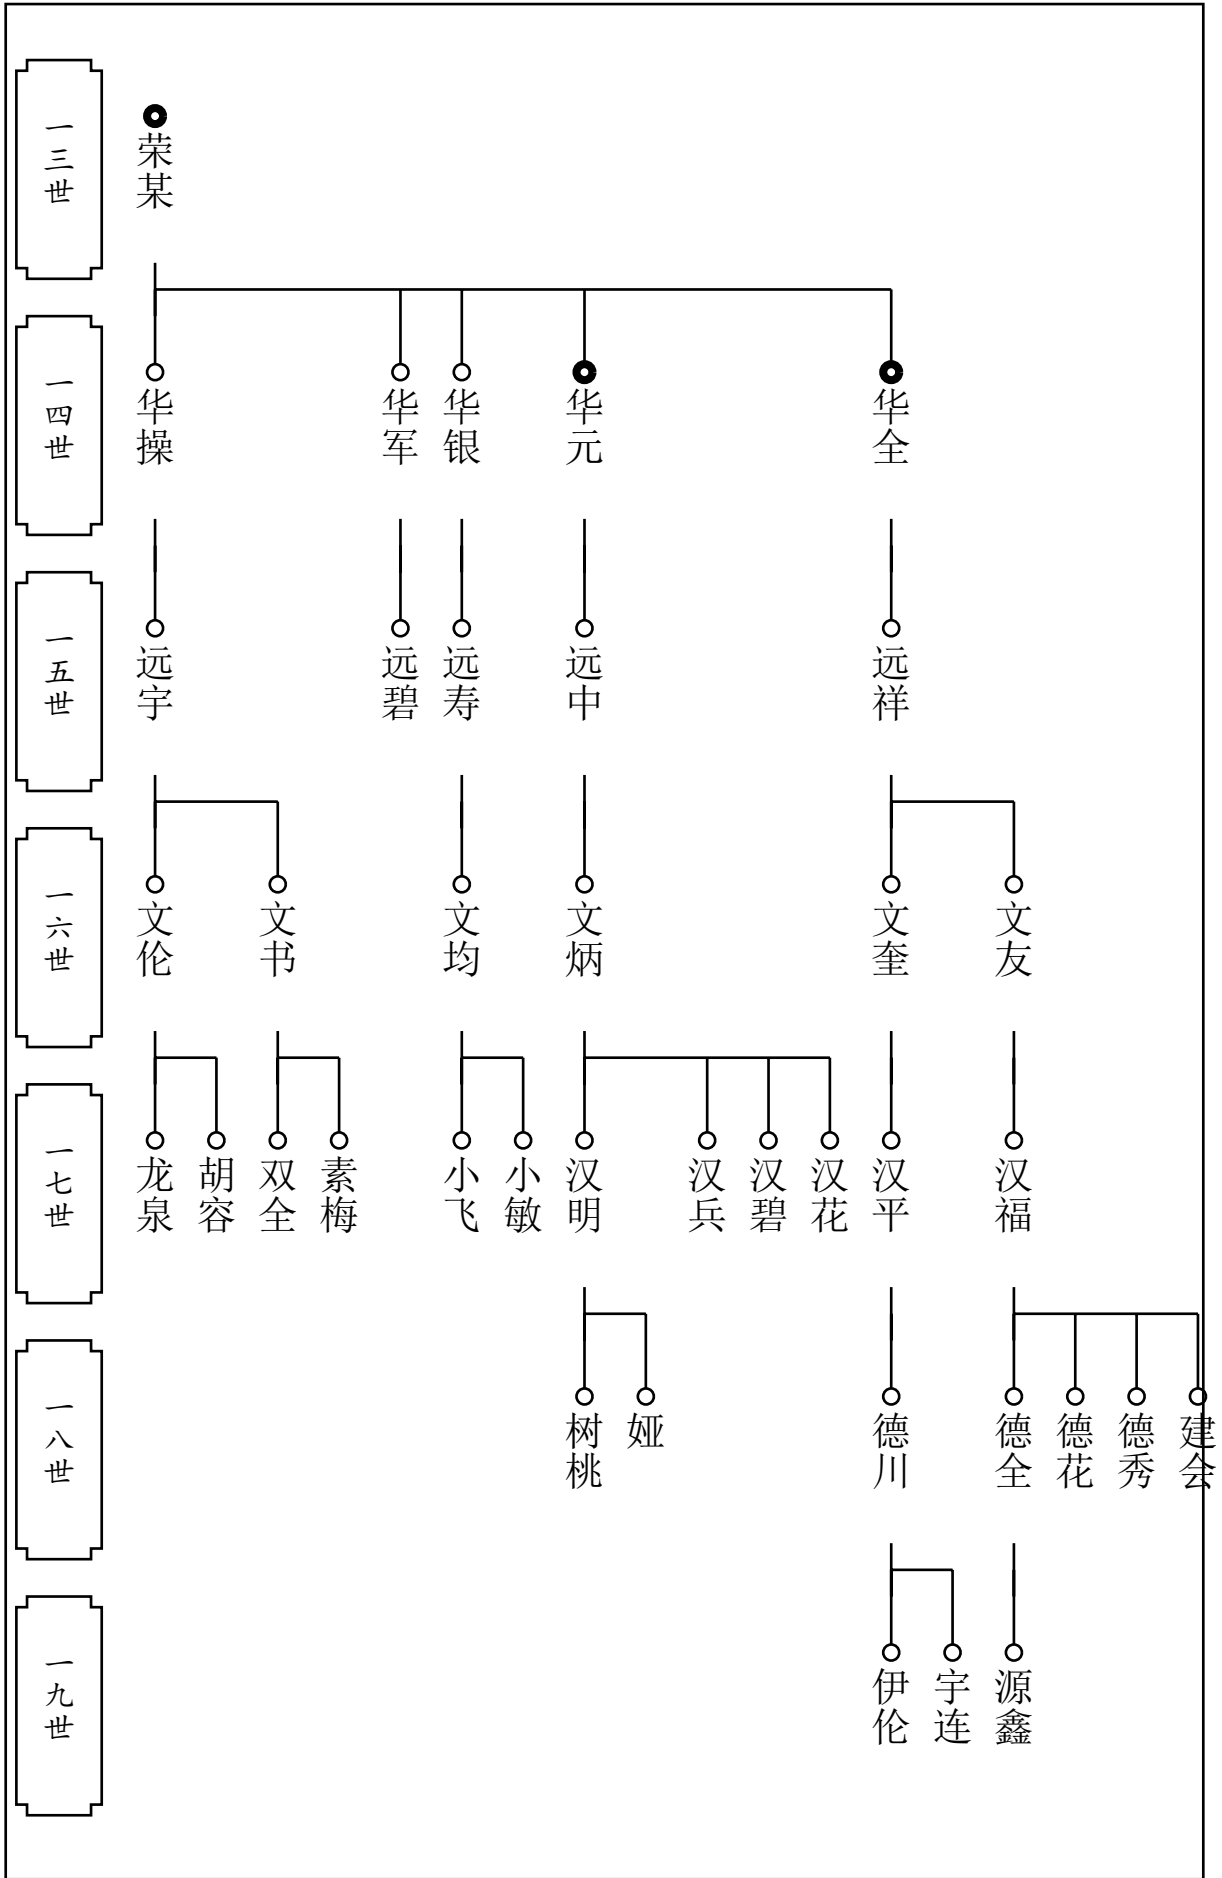 一三世
荣某
一四世
华操
华军
华银
华元
华全
一五世
远宇
远碧
远寿
远中
远祥
一六世
文伦
文书
文均
文炳
文奎
文友
一七世
龙泉
胡容
双全
素梅
小飞
小敏
汉明
汉兵
汉碧
汉花
汉平
汉福
一八世
树桃
娅
德川
德全
德花
德秀
建会
一九世
伊伦
宇连
源鑫